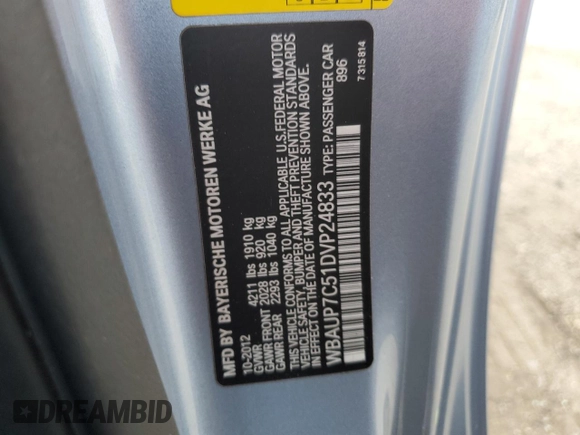 MFD BY BAYERISCHE MOTOREN WERKE AG
10-2012
GVWR 4211 lbs 1910 kg
GAWR FRONT 2028 lbs 920 kg
GAWR REAR 2293 lbs 1040 kg
THIS VEHICLE CONFORMS TO ALL APPLICABLE U.S. FEDERAL MOTOR
VEHICLE SAFETY, BUMPER AND THEFT PREVENTION STANDARDS
IN EFFECT ON THE DATE OF MANUFACTURE SHOWN ABOVE.
WBAUP7C51DVP24833 TYPE: PASSENGER CAR
896
7 315 814
DREAMBID